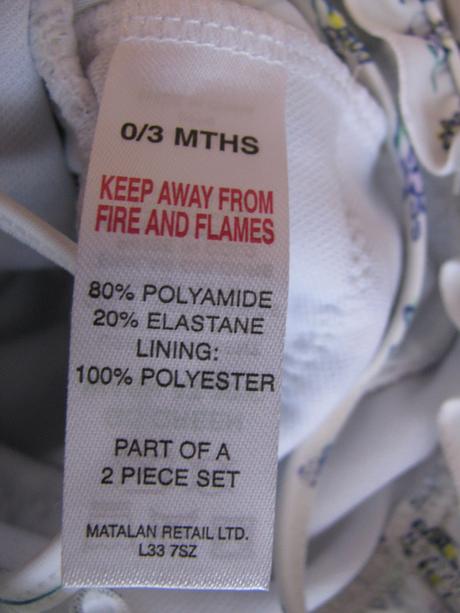 0/3 MTHS
KEEP AWAY FROM
FIRE AND FLAMES
80% POLYAMIDE
20% ELASTANE
LINING:
100% POLYESTER
PART OF A
2 PIECE SET
MATALAN RETAIL LTD.
L33 7SZ